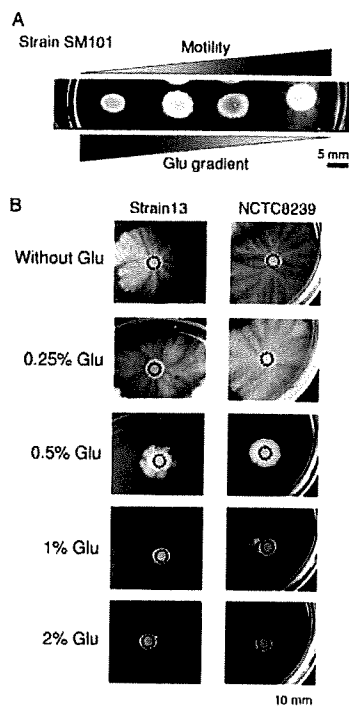 A
Strain SM101
Motility
Glu gradient
5 mm
B
Strain13 NCTC8239
Without Glu
0.25% Glu
0.5% Glu
1% Glu
2% Glu
10 mm